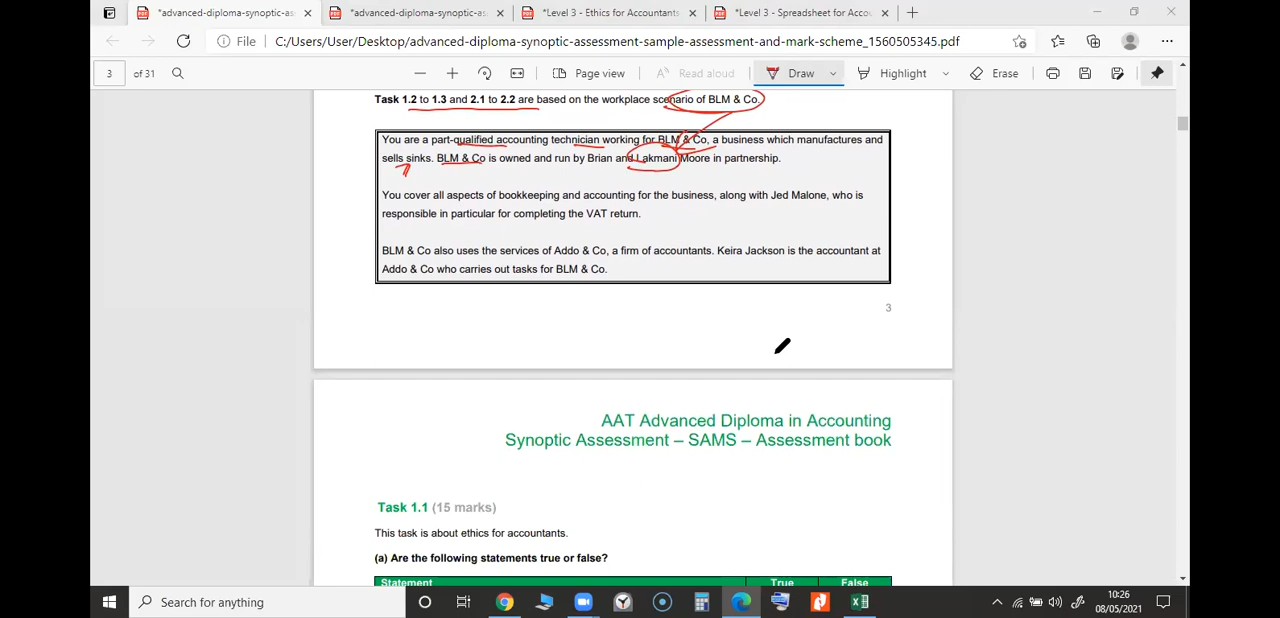 *advanced-diploma-synoptic-as
*advanced-diploma-synoptic-as
*Level 3 - Ethics for Accountants
*Level 3 - Spreadsheet for Accou
File | C:/Users/User/Desktop/advanced-diploma-synoptic-assessment-sample-assessment-and-mark-scheme_1560505345.pdf
3 of 31
Page view
Read aloud
Draw
Highlight
Erase
Task 1.2 to 1.3 and 2.1 to 2.2 are based on the workplace scenario of BLM & Co.
You are a part-qualified accounting technician working for BLM & Co, a business which manufactures and
sells sinks. BLM & Co is owned and run by Brian and Lakmani Moore in partnership.
You cover all aspects of bookkeeping and accounting for the business, along with Jed Malone, who is
responsible in particular for completing the VAT return.
BLM & Co also uses the services of Addo & Co, a firm of accountants. Keira Jackson is the accountant at
Addo & Co who carries out tasks for BLM & Co.
3
AAT Advanced Diploma in Accounting
Synoptic Assessment – SAMS – Assessment book
Task 1.1 (15 marks)
This task is about ethics for accountants.
(a) Are the following statements true or false?
Statement True False
Search for anything
10:26
08/05/2021